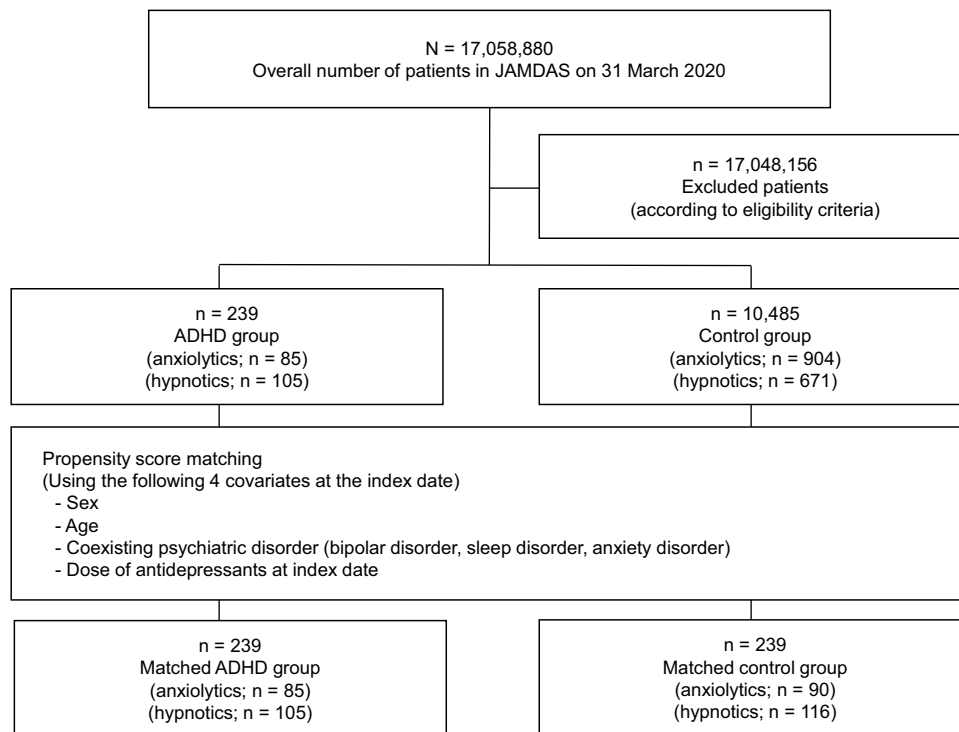 N = 17,058,880
Overall number of patients in JAMDAS on 31 March 2020
n = 17,048,156
Excluded patients
(according to eligibility criteria)
n = 239
ADHD group
(anxiolytics; n = 85)
(hypnotics; n = 105)
n = 10,485
Control group
(anxiolytics; n = 904)
(hypnotics; n = 671)
Propensity score matching
(Using the following 4 covariates at the index date)
- Sex
- Age
- Coexisting psychiatric disorder (bipolar disorder, sleep disorder, anxiety disorder)
- Dose of antidepressants at index date
n = 239
Matched ADHD group
(anxiolytics; n = 85)
(hypnotics; n = 105)
n = 239
Matched control group
(anxiolytics; n = 90)
(hypnotics; n = 116)